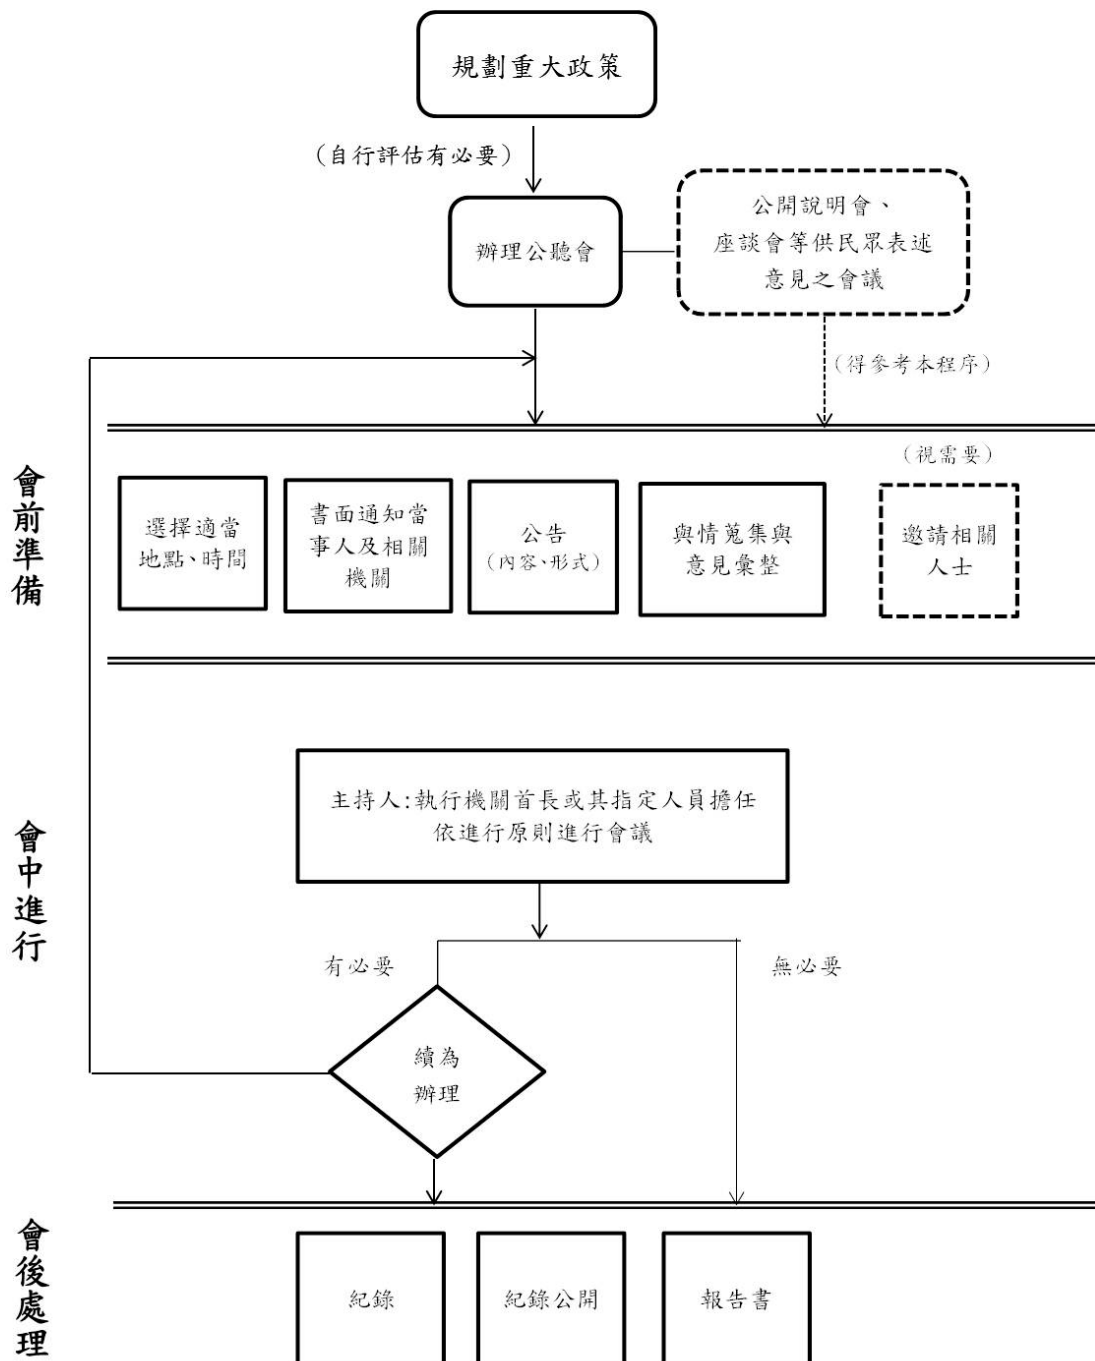 規劃重大政策
(自行評估有必要)
辦理公聽會
公開說明會、
座談會等供民眾表述
意見之會議
(得參考本程序)
會前準備
(視需要)
選擇適當
地點、時間
書面通知當
事人及相關
機關
公告
(內容、形式)
輿情蒐集與
意見彙整
邀請相關
人士
會中進行
主持人:執行機關首長或其指定人員擔任
依進行原則進行會議
有必要
無必要
續為
辦理
會後處理
紀錄
紀錄公開
報告書